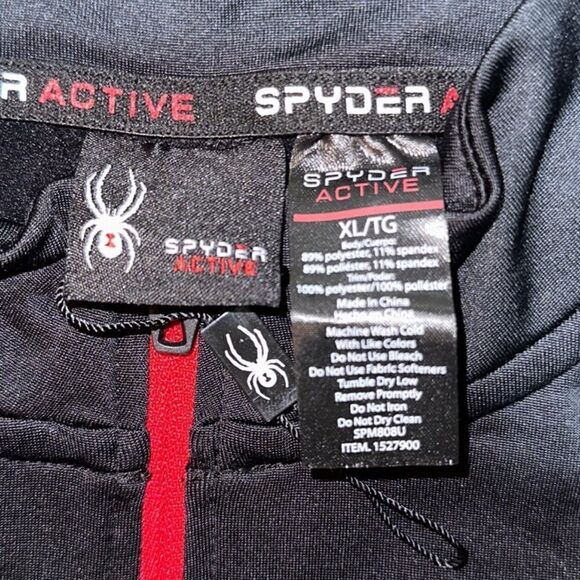 R ACTIVE SPYDER A
SPYDER
ACTIVE
SPYDER
ACTIVE
XL/TG
Body/Cuerpo:
89% polyester, 11% spandex
89% poliéster, 11% spandex
100% polyester/100% poliéster
Made in China
Hecho en China
Machine Wash Cold
With Like Colors
Do Not Use Bleach
Do Not Use Fabric Softeners
Tumble Dry Low
Remove Promptly
Do Not Iron
Do Not Dry Clean
SPM808U
ITEM. 1527900